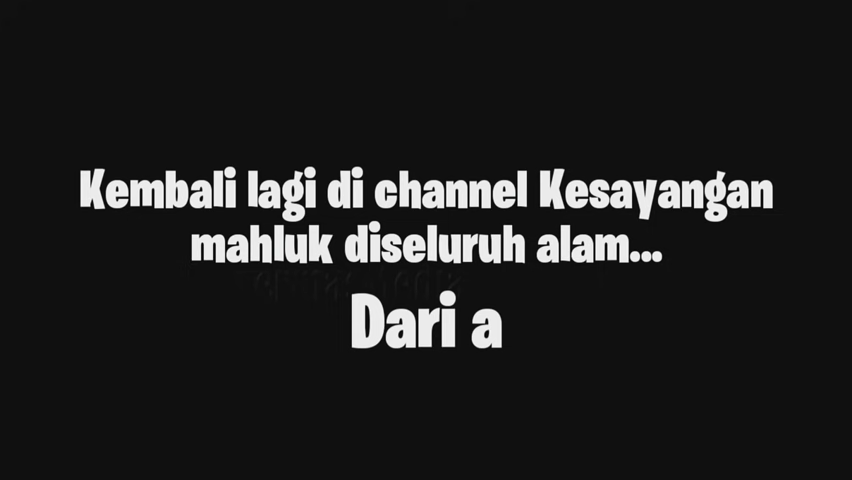 Kembali lagi di channel Kesayangan
mahluk diseluruh alam...
Dari a